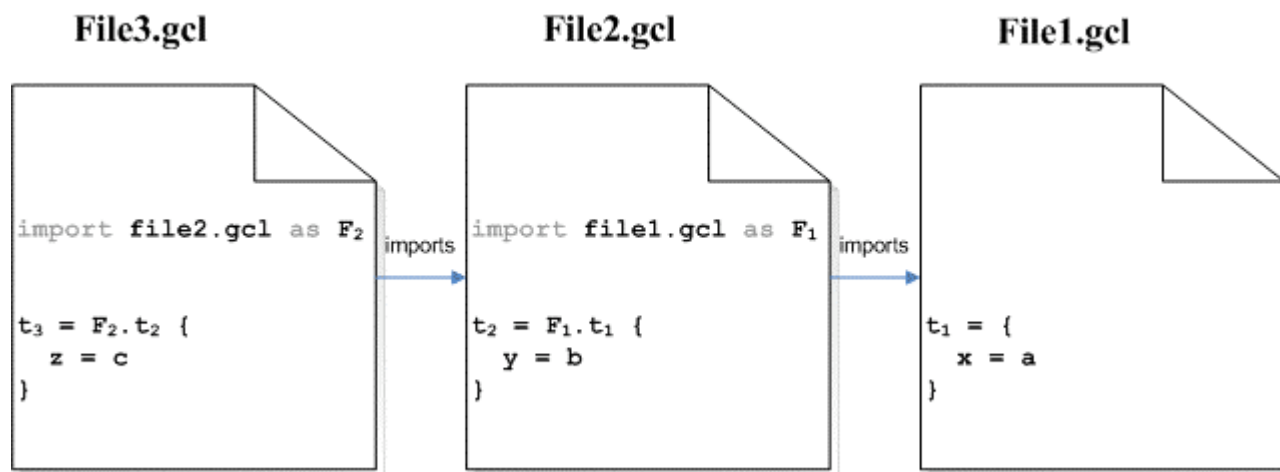 File3.gcl
import file2.gcl as F₂
t₃ = F₂.t₂ {
z = c
}
imports
File2.gcl
import file1.gcl as F₁
t₂ = F₁.t₁ {
y = b
}
imports
File1.gcl
t₁ = {
x = a
}